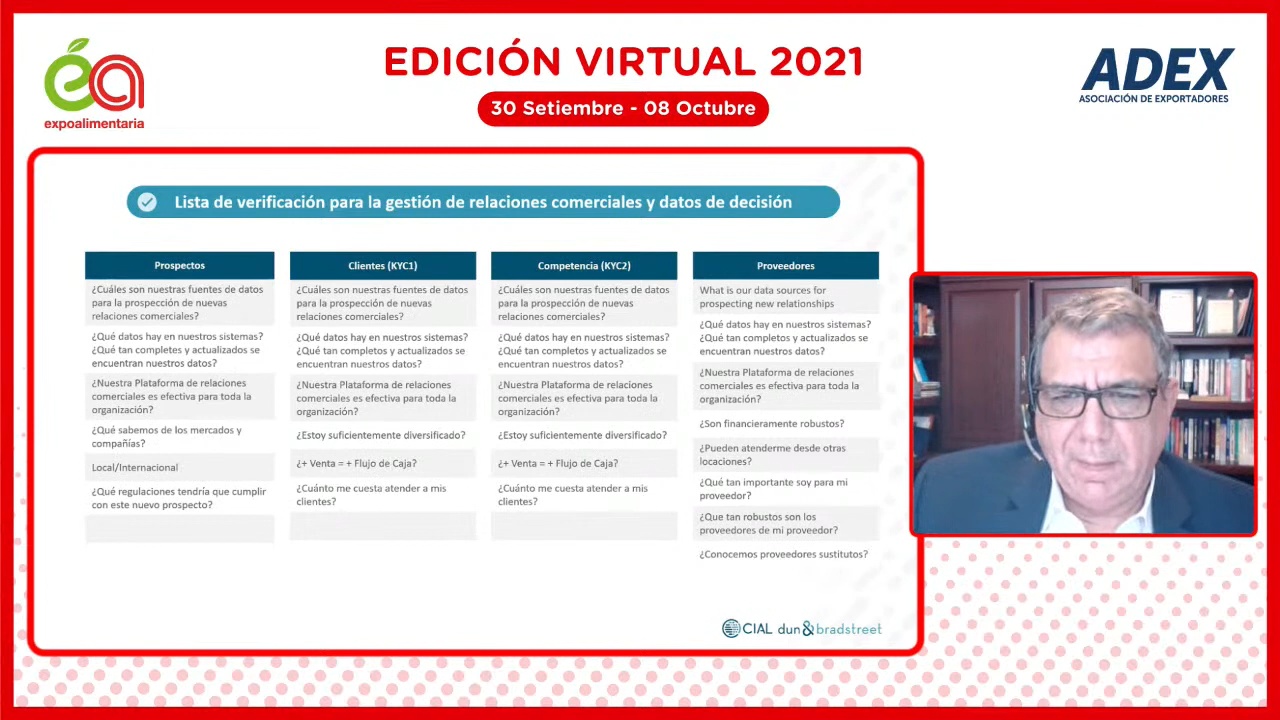 éa
expoalimentaria
EDICIÓN VIRTUAL 2021
30 Setiembre - 08 Octubre
ADEX
ASOCIACIÓN DE EXPORTADORES
Lista de verificación para la gestión de relaciones comerciales y datos de decisión
Prospectos
¿Cuáles son nuestras fuentes de datos
para la prospección de nuevas
relaciones comerciales?
¿Qué datos hay en nuestros sistemas?
¿Qué tan completes y actualizados se
encuentran nuestros datos?
¿Nuestra Plataforma de relaciones
comerciales es efectiva para toda la
organización?
¿Qué sabemos de los mercados y
compañías?
Local/Internacional
¿Qué regulaciones tendría que cumplir
con este nuevo prospecto?
Clientes (KYC1)
¿Cuáles son nuestras fuentes de datos
para la prospección de nuevas
relaciones comerciales?
¿Qué datos hay en nuestros sistemas?
¿Qué tan completos y actualizados se
encuentran nuestros datos?
¿Nuestra Plataforma de relaciones
comerciales es efectiva para toda la
organización?
¿Estoy suficientemente diversificado?
¿+ Venta = + Flujo de Caja?
¿Cuánto me cuesta atender a mis
clientes?
Competencia (KYC2)
¿Cuáles son nuestras fuentes de datos
para la prospección de nuevas
relaciones comerciales?
¿Qué datos hay en nuestros sistemas?
¿Qué tan completos y actualizados se
encuentran nuestros datos?
¿Nuestra Plataforma de relaciones
comerciales es efectiva para toda la
organización?
¿Estoy suficientemente diversificado?
¿+ Venta = + Flujo de Caja?
¿Cuánto me cuesta atender a mis
clientes?
Proveedores
What is our data sources for
prospecting new relationships
¿Qué datos hay en nuestros sistemas?
¿Qué tan completos y actualizados se
encuentran nuestros datos?
¿Nuestra Plataforma de relaciones
comerciales es efectiva para toda la
organización?
¿Son financieramente robustos?
¿Pueden atenderme desde otras
locaciones?
¿Qué tan importante soy para mi
proveedor?
¿Que tan robustos son los
proveedores de mi proveedor?
¿Conocemos proveedores sustitutos?
CIAL dun&bradstreet